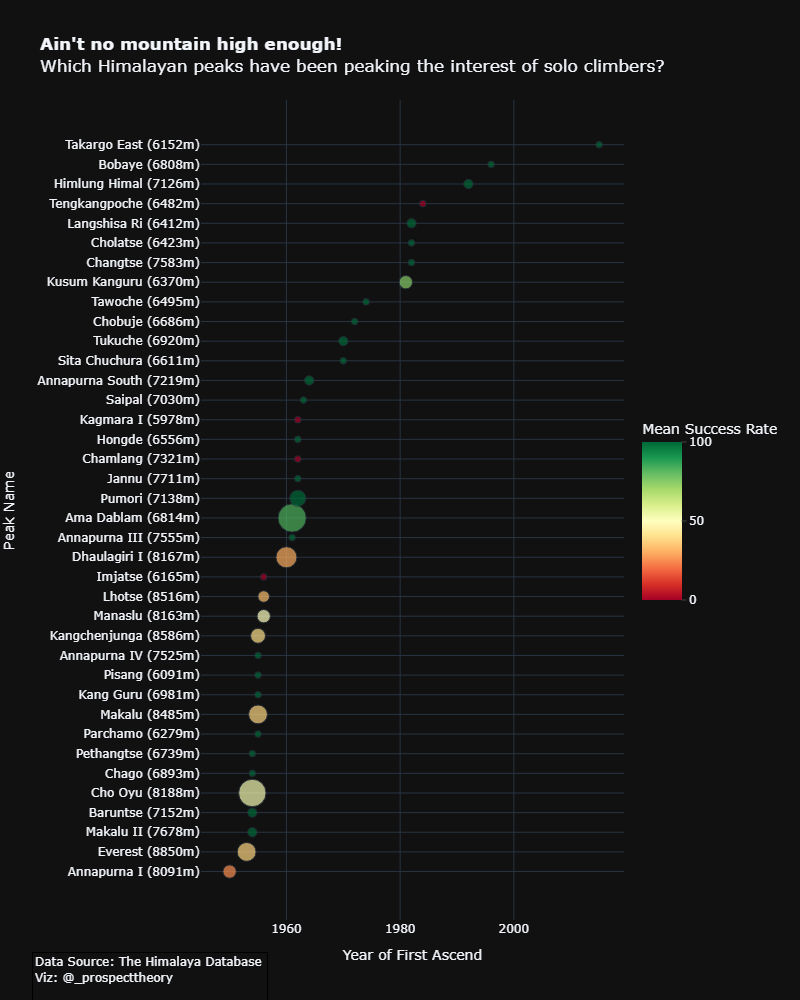 Ain't no mountain high enough!
Which Himalayan peaks have been peaking the interest of solo climbers?
Takargo East (6152m)
Bobaye (6808m)
Himlung Himal (7126m)
Tengkangpoche (6482m)
Langshisa Ri (6412m)
Cholatse (6423m)
Changtse (7583m)
Kusum Kanguru (6370m)
Tawoche (6495m)
Chobuje (6686m)
Tukuche (6920m)
Sita Chuchura (6611m)
Annapurna South (7219m)
Saipal (7030m)
Kagmara I (5978m)
Hongde (6556m)
Chamlang (7321m)
Jannu (7711m)
Pumori (7138m)
Ama Dablam (6814m)
Annapurna III (7555m)
Dhaulagiri I (8167m)
Imjatse (6165m)
Lhotse (8516m)
Manaslu (8163m)
Kangchenjunga (8586m)
Annapurna IV (7525m)
Pisang (6091m)
Kang Guru (6981m)
Makalu (8485m)
Parchamo (6279m)
Pethangtse (6739m)
Chago (6893m)
Cho Oyu (8188m)
Baruntse (7152m)
Makalu II (7678m)
Everest (8850m)
Annapurna I (8091m)
Peak Name
1960 1980 2000
Year of First Ascend
Mean Success Rate
100
50
0
Data Source: The Himalaya Database
Viz: @_prospecttheory